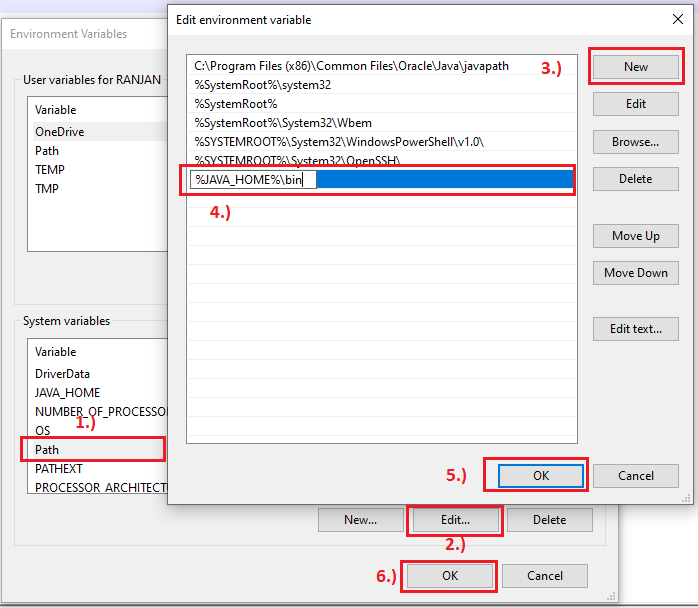 Edit environment variable
Environment Variables
User variables for RANJAN
Variable
OneDrive
Path
TEMP
TMP
C:\Program Files (x86)\Common Files\Oracle\Java\javapath
%SystemRoot%\system32
%SystemRoot%
%SystemRoot%\System32\Wbem
%SYSTEMROOT%\System32\WindowsPowerShell\v1.0\
%SYSTEMROOT%\System32\OpenSSH\
%JAVA_HOME%\bin
4.)
3.)
New
Edit
Browse...
Delete
Move Up
Move Down
Edit text...
System variables
Variable
DriverData
JAVA_HOME
NUMBER_OF_PROCESSOR
1.)
OS
Path
PATHEXT
PROCESSOR_ARCHITECT
5.)
OK
Cancel
New...
Edit...
Delete
2.)
6.)
OK
Cancel